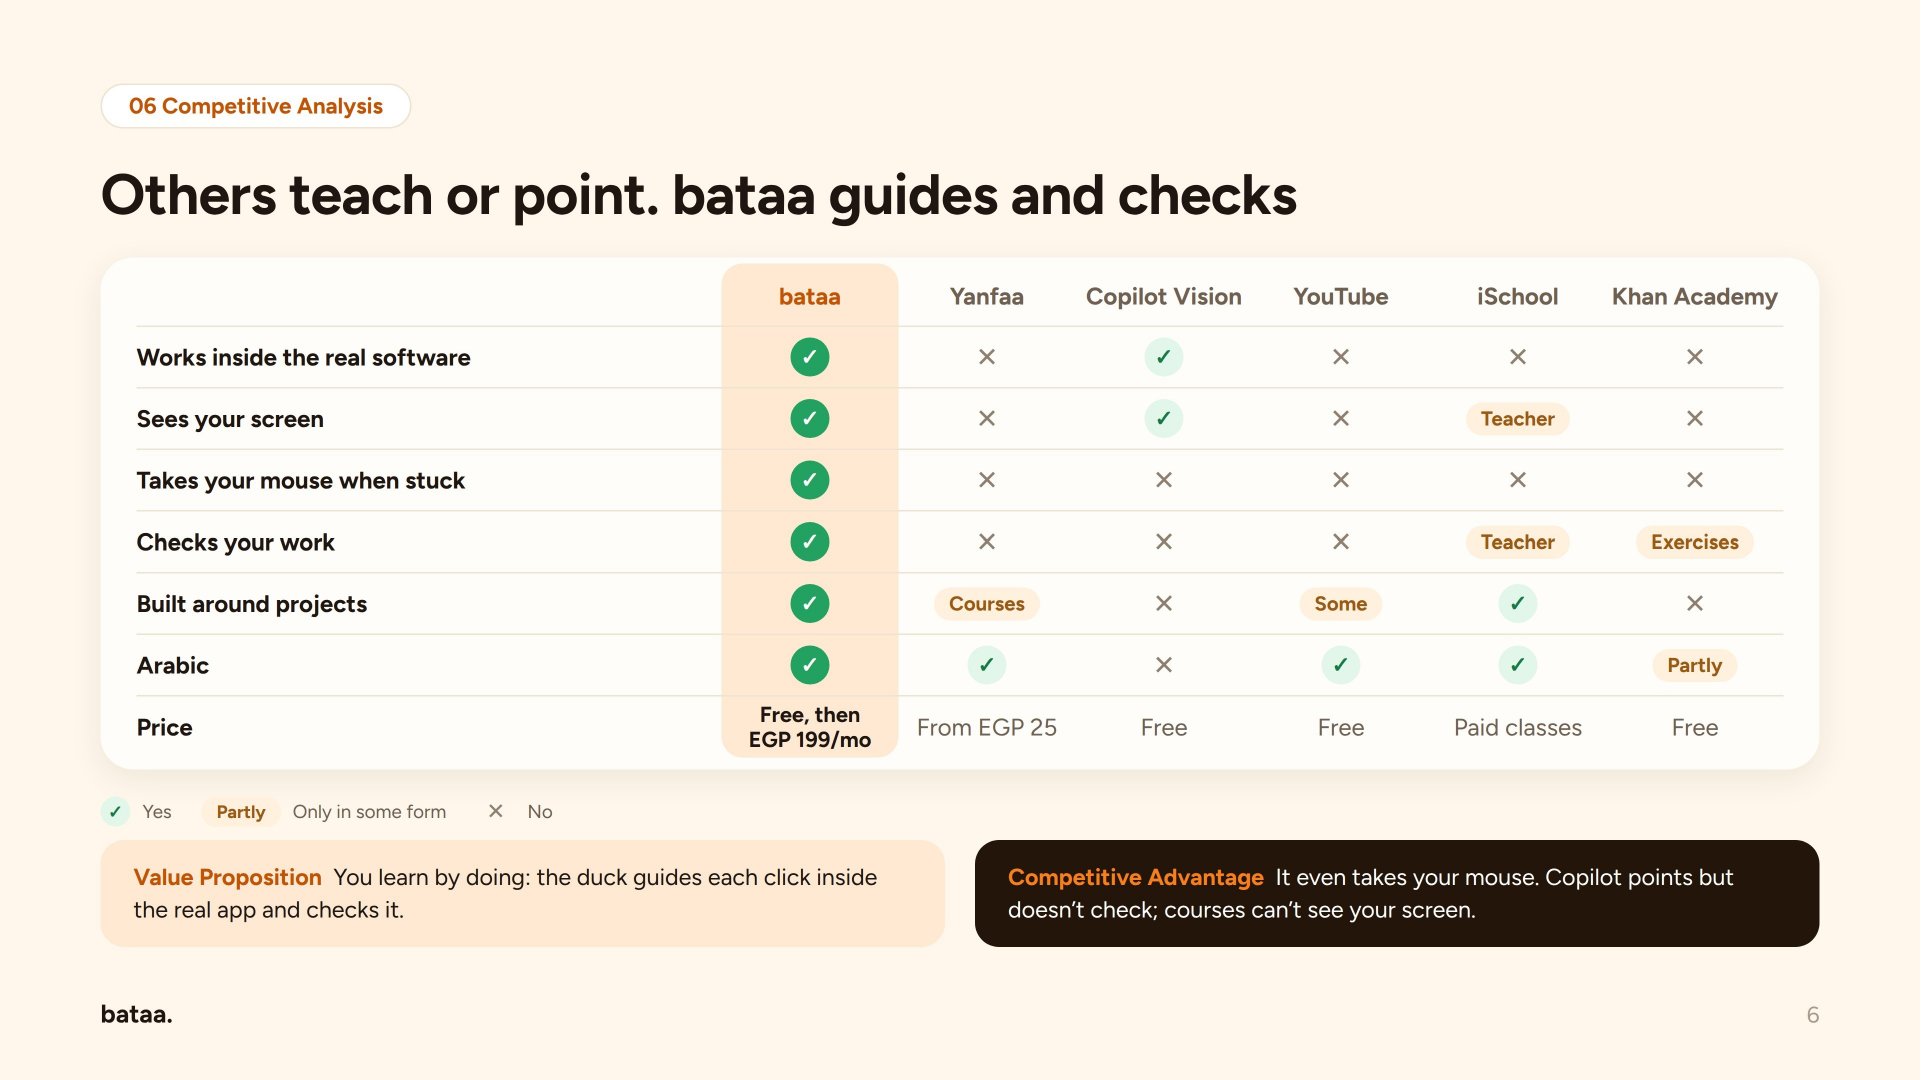 06 Competitive Analysis
Others teach or point. bataa guides and checks
bataa Yanfaa Copilot Vision YouTube iSchool Khan Academy
Works inside the real software ✓ ✕ ✓ ✕ ✕ ✕
Sees your screen ✓ ✕ ✓ ✕ Teacher ✕
Takes your mouse when stuck ✓ ✕ ✕ ✕ ✕ ✕
Checks your work ✓ ✕ ✕ ✕ Teacher Exercises
Built around projects ✓ Courses ✕ Some ✓ ✕
Arabic ✓ ✓ ✕ ✓ ✓ Partly
Price Free, then EGP 199/mo From EGP 25 Free Free Paid classes Free
✓ Yes Partly Only in some form ✕ No
Value Proposition You learn by doing: the duck guides each click inside
the real app and checks it.
Competitive Advantage It even takes your mouse. Copilot points but
doesn’t check; courses can’t see your screen.
bataa.
6